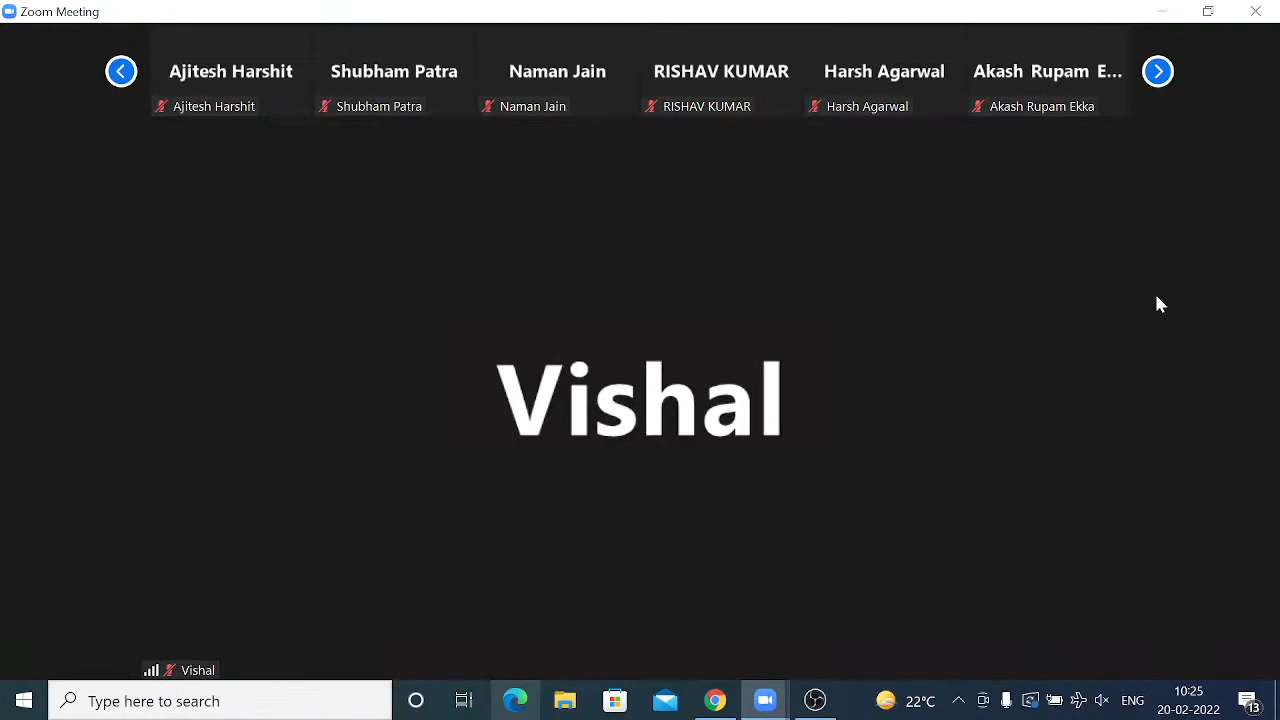 Zoom Meeting
Ajitesh Harshit Shubham Patra Naman Jain RISHAV KUMAR Harsh Agarwal Akash Rupam E...
Ajitesh Harshit Shubham Patra Naman Jain RISHAV KUMAR Harsh Agarwal Akash Rupam Ekka
Vishal
Vishal
Type here to search 22°C ENG 10:25 13
20-02-2022